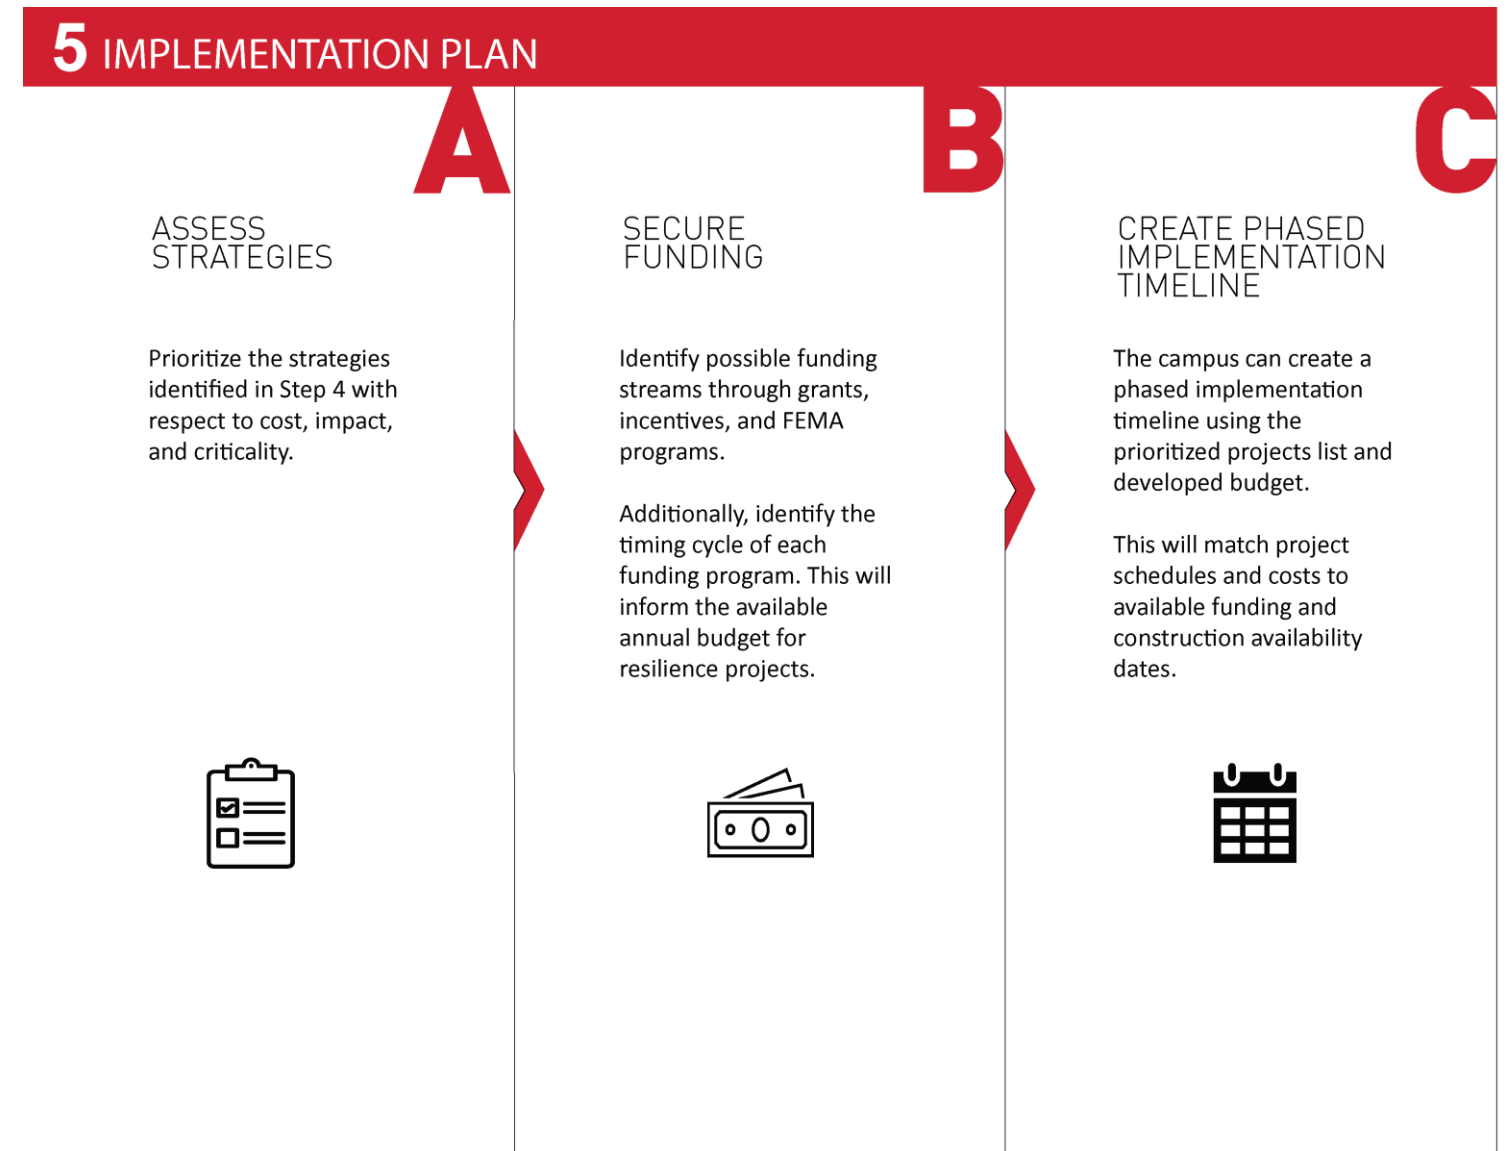 5 IMPLEMENTATION PLAN
A
ASSESS
STRATEGIES
Prioritize the strategies
identified in Step 4 with
respect to cost, impact,
and criticality.
B
SECURE
FUNDING
Identify possible funding
streams through grants,
incentives, and FEMA
programs.
Additionally, identify the
timing cycle of each
funding program. This will
inform the available
annual budget for
resilience projects.
C
CREATE PHASED
IMPLEMENTATION
TIMELINE
The campus can create a
phased implementation
timeline using the
prioritized projects list and
developed budget.
This will match project
schedules and costs to
available funding and
construction availability
dates.